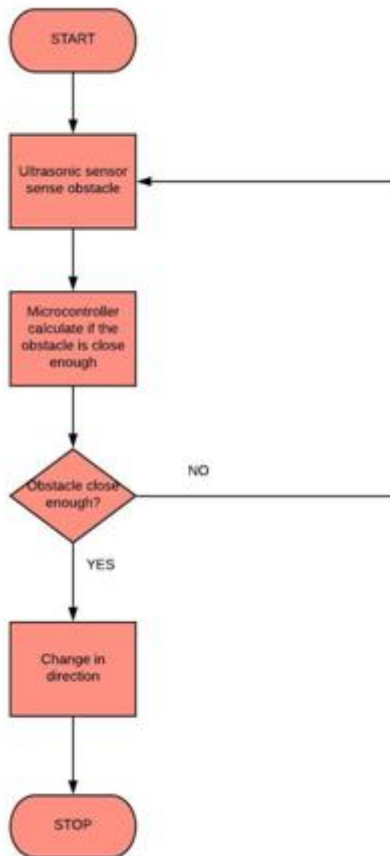 START
Ultrasonic sensor
sense obstacle
Microcontroller
calculate if the
obstacle is close
enough
Obstacle close
enough?
NO
YES
Change in
direction
STOP